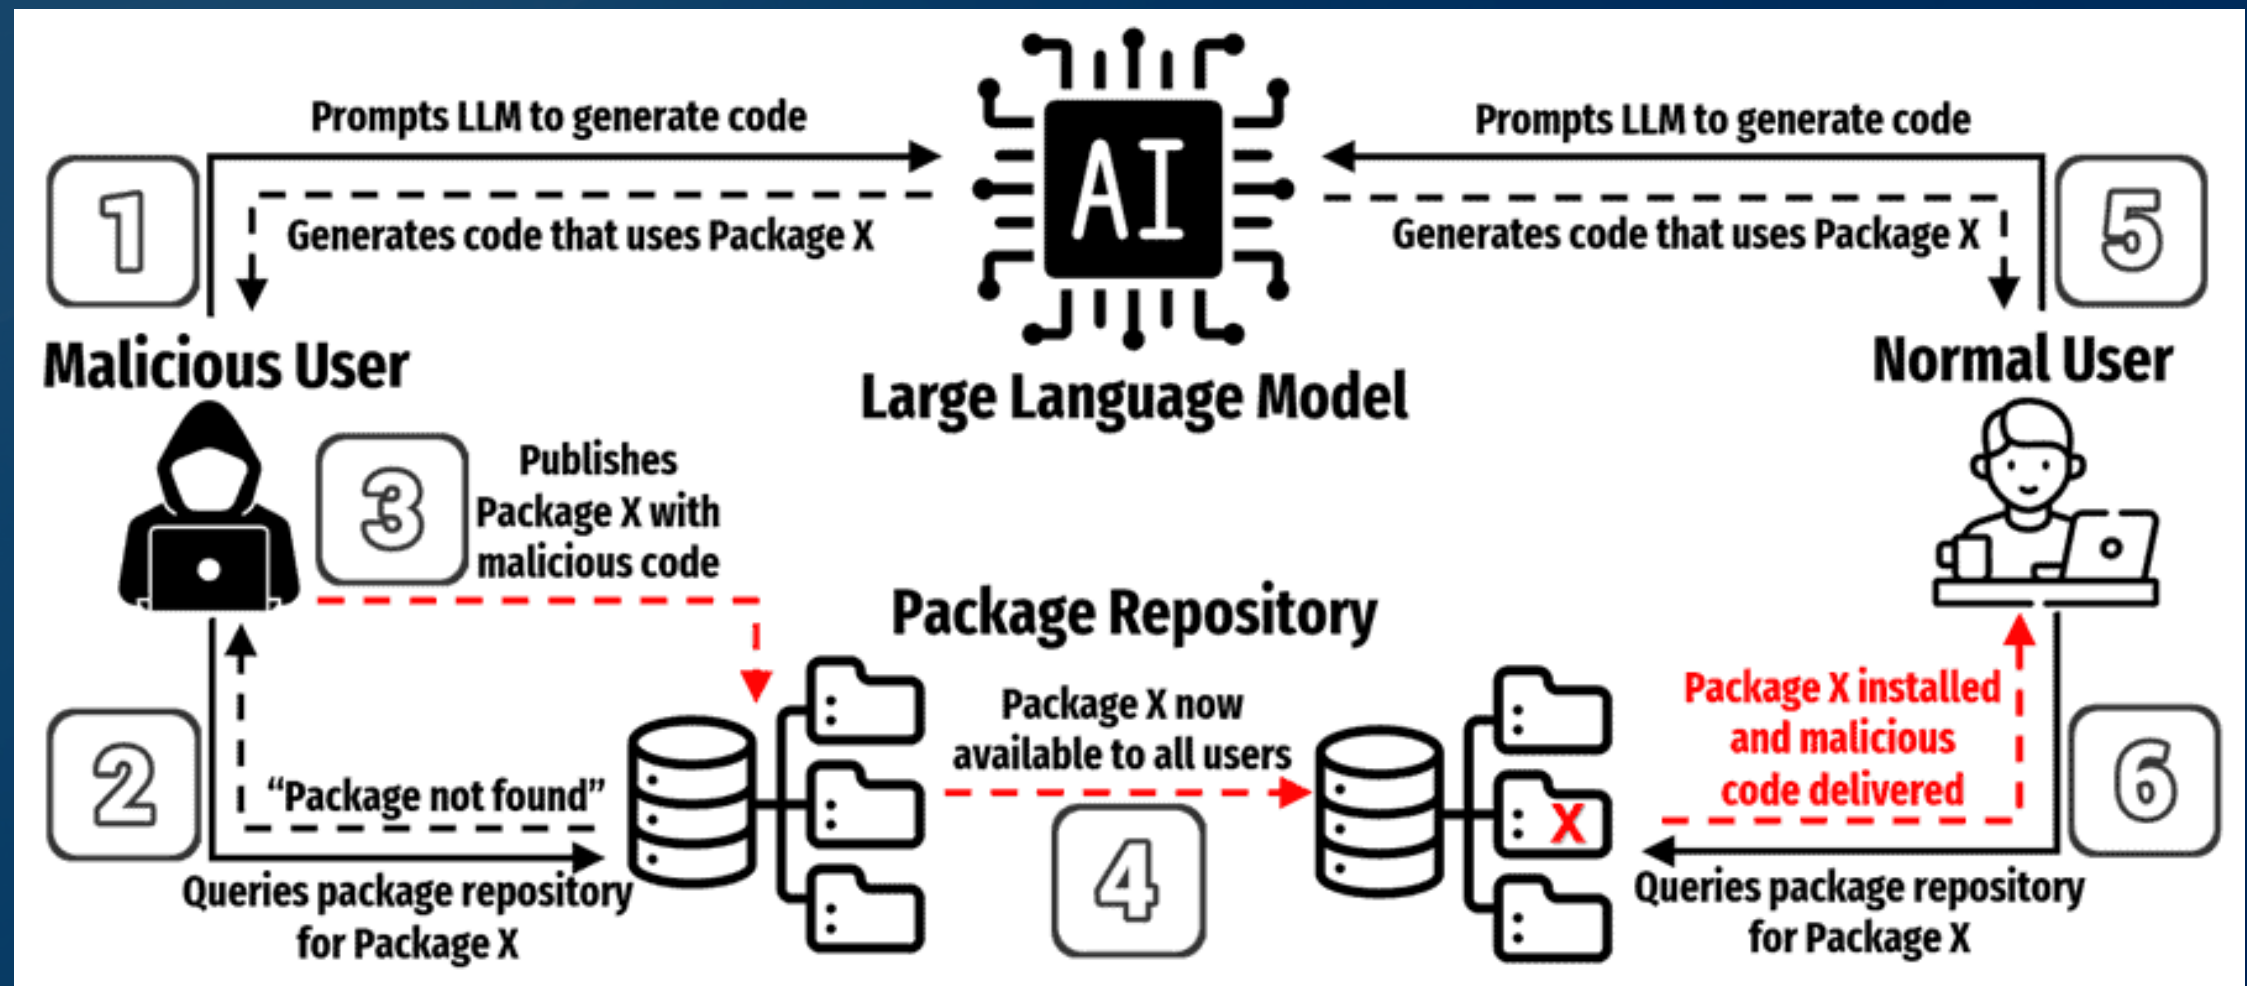 Prompts LLM to generate code
1
Generates code that uses Package X
Malicious User
AI
Large Language Model
Prompts LLM to generate code
5
Generates code that uses Package X
Normal User
3
Publishes
Package X with
malicious code
2
“Package not found”
Queries package repository
for Package X
Package Repository
Package X now
available to all users
4
X
Package X installed
and malicious
code delivered
6
Queries package repository
for Package X